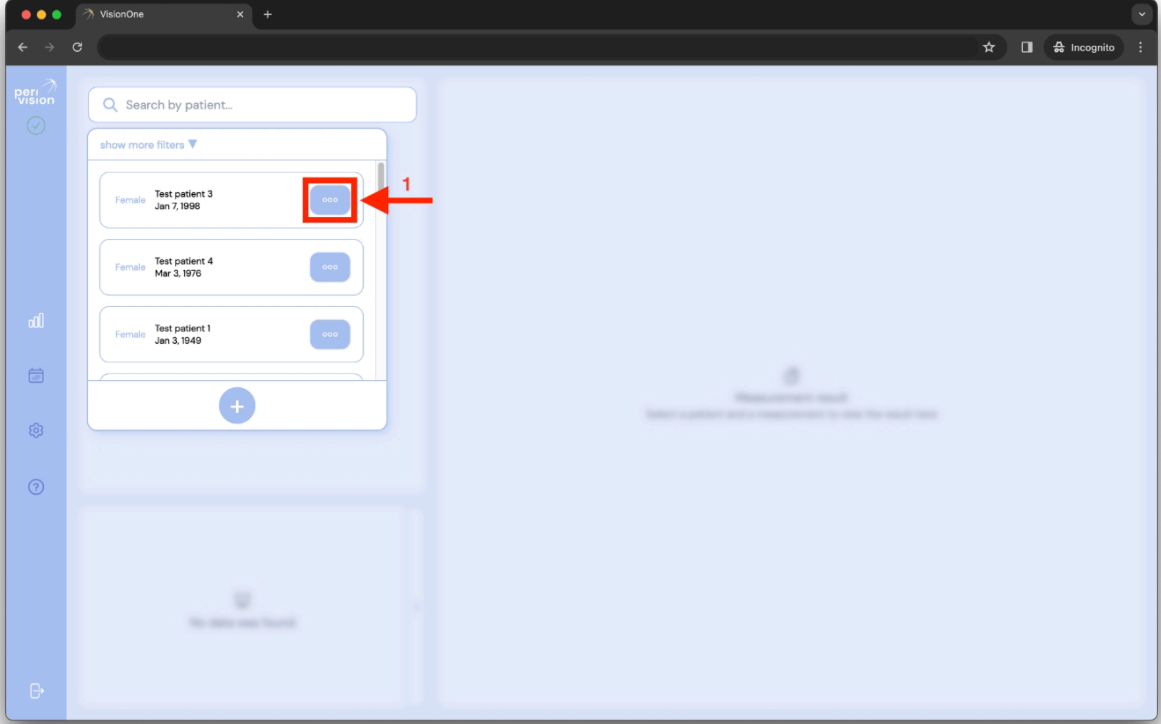 VisionOne
Incognito
peri
vision
Search by patient...
show more filters
Female
Test patient 3
Jan 7, 1998
1
Female
Test patient 4
Mar 3, 1976
Female
Test patient 1
Jan 3, 1949
Measurement result
Select a patient and a measurement to view the result here
No data was found